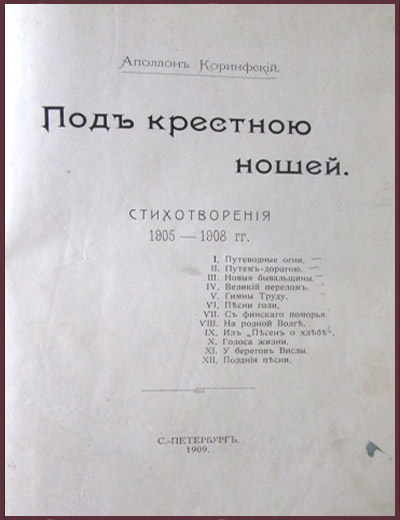 Аполлонъ Коринѳскій.
Подъ крестною
ношей.
СТИХОТВОРЕНІЯ
1905 — 1908 гг.
I. Путеводные огни.
II. Путемъ-дорогою.
III. Новыя бывальщины.
IV. Великій переломъ.
V. Гимны Труду.
VI. Пѣсни голи.
VII. Съ финскаго поморья.
VIII. На родной Волгѣ.
IX. Изъ „Пѣсенъ о хлѣбѣ“.
X. Голоса жизни.
XI. У береговъ Вислы.
XII. Позднія пѣсни.
С.-ПЕТЕРБУРГЪ.
1909.